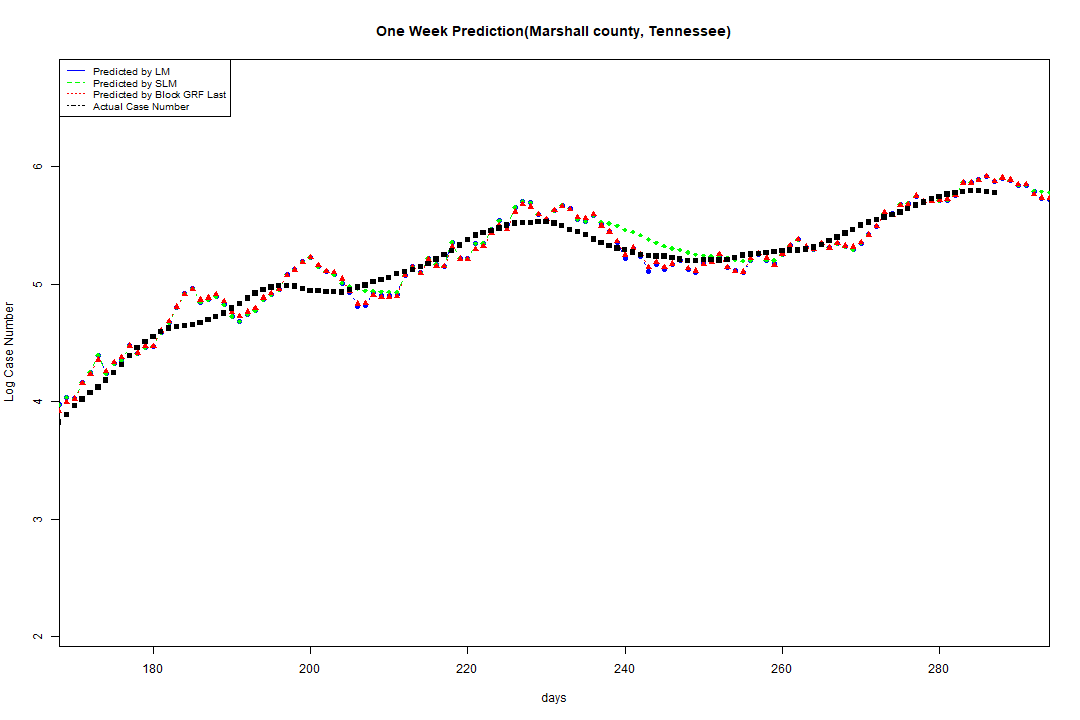 One Week Prediction(Marshall county, Tennessee)
Predicted by LM
Predicted by SLM
Predicted by Block GRF Last
Actual Case Number
6
5
4
3
2
Log Case Number
180
200
220
240
260
280
days